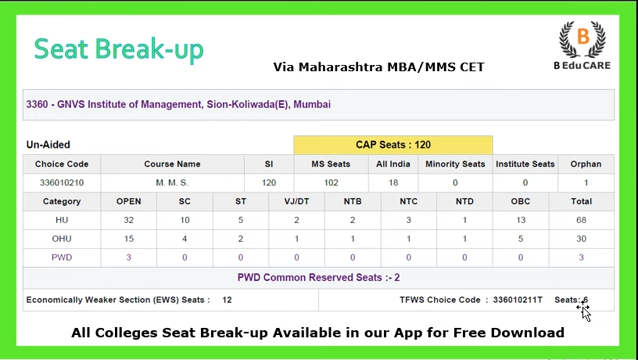 Seat Break-up
B
B EduCARE
Via Maharashtra MBA/MMS CET
3360 - GNVS Institute of Management, Sion-Koliwada(E), Mumbai
Un-Aided CAP Seats : 120
Choice Code Course Name SI MS Seats All India Minority Seats Institute Seats Orphan
336010210 M. M. S. 120 102 18 0 0 1
Category OPEN SC ST VJ/DT NTB NTC NTD OBC Total
HU 32 10 5 2 2 3 1 13 68
OHU 15 4 2 1 1 1 1 5 30
PWD 3 0 0 0 0 0 0 0 3
PWD Common Reserved Seats :- 2
Economically Weaker Section (EWS) Seats : 12 TFWS Choice Code : 336010211T Seats: 6
All Colleges Seat Break-up Available in our App for Free Download